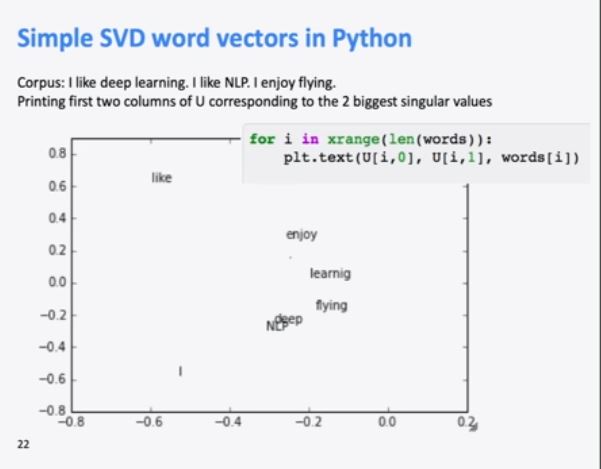 Simple SVD word vectors in Python
Corpus: I like deep learning. I like NLP. I enjoy flying.
Printing first two columns of U corresponding to the 2 biggest singular values
for i in xrange(len(words)):
plt.text(U[i,0], U[i,1], words[i])
0.8
0.6
0.4
0.2
0.0
−0.2
−0.4
−0.6
−0.8
like
enjoy
.
learnig
flying
deep
NLP
I
−0.8
−0.6
−0.4
−0.2
0.0
0.2
22